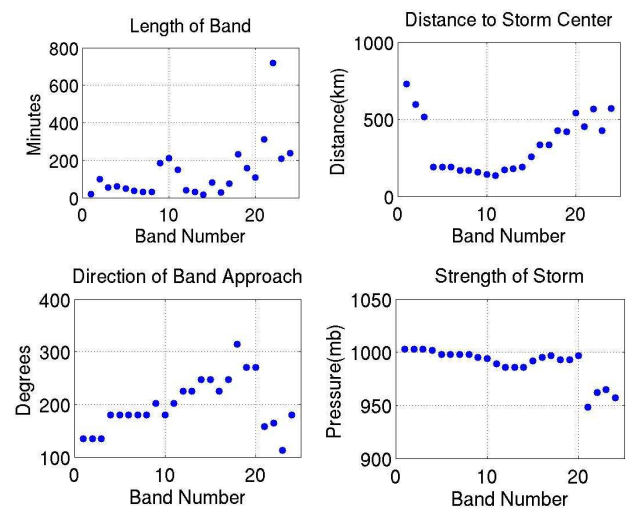 Length of Band
800
600
400
200
0
Minutes
0
10
20
Band Number
Distance to Storm Center
1000
500
0
Distance(km)
0
10
20
Band Number
Direction of Band Approach
400
300
200
100
Degrees
0
10
20
Band Number
Strength of Storm
1050
1000
950
900
Pressure(mb)
0
10
20
Band Number